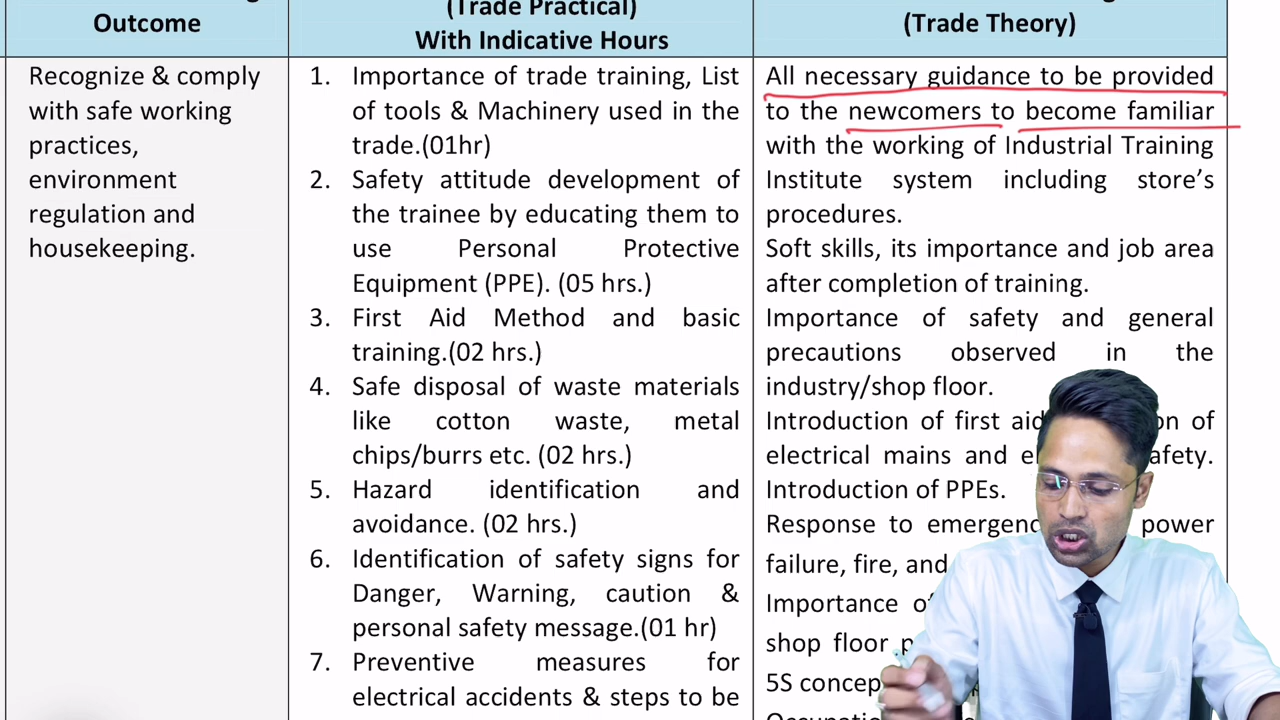 Outcome
(Trade Practical)
With Indicative Hours
(Trade Theory)
Recognize & comply
with safe working
practices,
environment
regulation and
housekeeping.
1. Importance of trade training, List
of tools & Machinery used in the
trade.(01hr)
2. Safety attitude development of
the trainee by educating them to
use Personal Protective
Equipment (PPE). (05 hrs.)
3. First Aid Method and basic
training.(02 hrs.)
4. Safe disposal of waste materials
like cotton waste, metal
chips/burrs etc. (02 hrs.)
5. Hazard identification and
avoidance. (02 hrs.)
6. Identification of safety signs for
Danger, Warning, caution &
personal safety message.(01 hr)
7. Preventive measures for
electrical accidents & steps to be
All necessary guidance to be provided
to the newcomers to become familiar
with the working of Industrial Training
Institute system including store’s
procedures.
Soft skills, its importance and job area
after completion of training.
Importance of safety and general
precautions observed in the
industry/shop floor.
Introduction of first of
electrical mains and
Introduction of PPEs.
Response to power
failure, fire, and
Importance
shop floor
5S